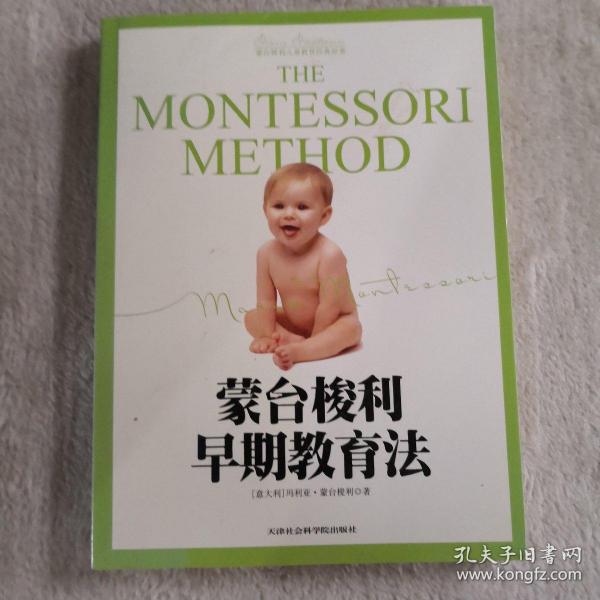 THE
MONTESSORI
METHOD
Maria Montessori
蒙台梭利
早期教育法
[意大利]玛利亚·蒙台梭利◎著
天津社会科学院出版社
孔夫子旧书网
www.kongfz.com